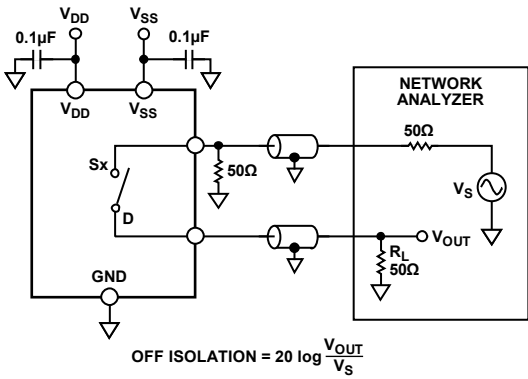 V_DD V_SS
0.1µF 0.1µF
V_DD V_SS
NETWORK
ANALYZER
50Ω
Sx
50Ω
V_S
D
V_OUT
R_L
50Ω
GND
OFF ISOLATION = 20 log V_OUT/V_S